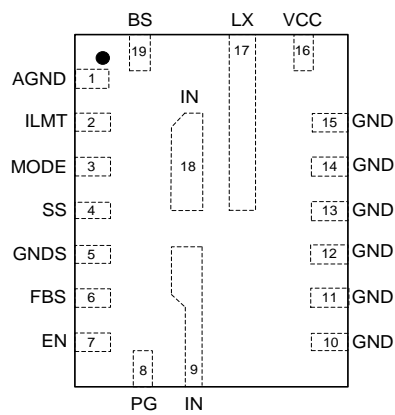 BS LX VCC
19 17 16
AGND 1
IN
ILMT 2 15 GND
MODE 3 18 14 GND
SS 4 13 GND
GNDS 5 12 GND
FBS 6 11 GND
EN 7 10 GND
8 9
PG IN